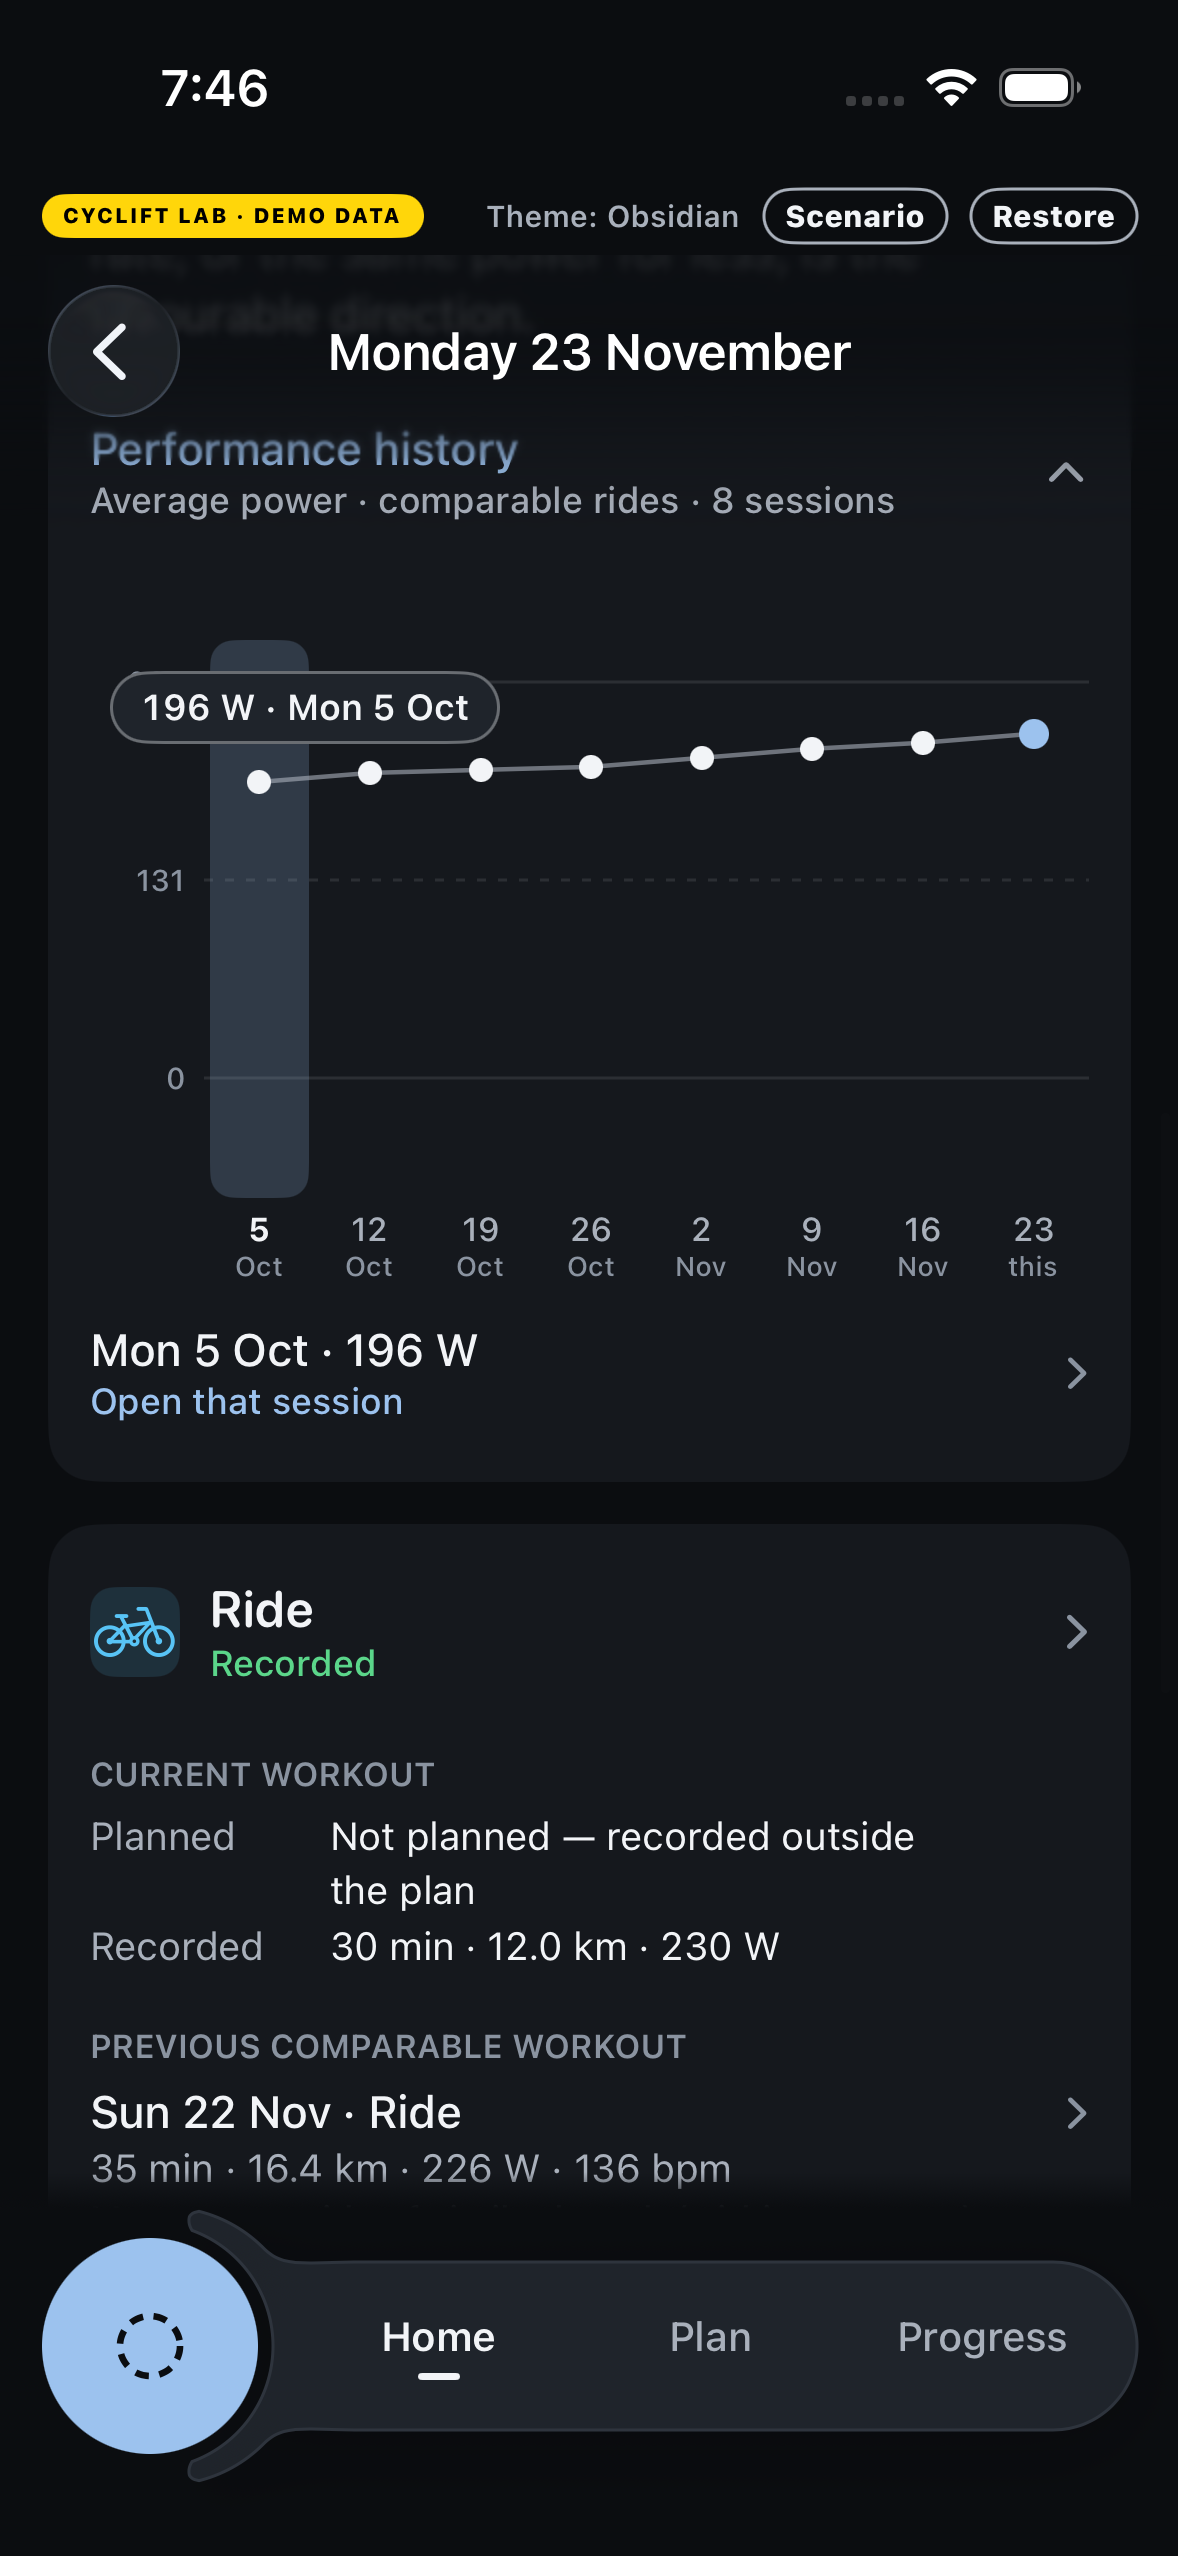 7:46
CYCLIFT LAB · DEMO DATA
Theme: Obsidian
Scenario
Restore
direction.
Monday 23 November
Performance history
Average power · comparable rides · 8 sessions
196 W · Mon 5 Oct
131
0
5 12 19 26 2 9 16 23
Oct Oct Oct Oct Nov Nov Nov this
Mon 5 Oct · 196 W
Open that session
Ride
Recorded
CURRENT WORKOUT
Planned Not planned — recorded outside
the plan
Recorded 30 min · 12.0 km · 230 W
PREVIOUS COMPARABLE WORKOUT
Sun 22 Nov · Ride
35 min · 16.4 km · 226 W · 136 bpm
Home
Plan
Progress